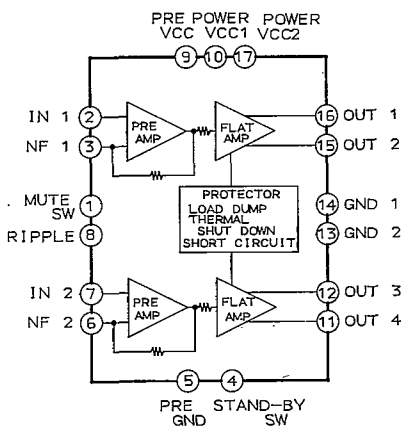 PRE POWER POWER
VCC VCC1 VCC2
9 10 17
IN 1 2
NF 1 3
PRE
AMP
FLAT
AMP
16 OUT 1
15 OUT 2
MUTE
SW
1
RIPPLE 8
PROTECTOR
LOAD DUMP
THERMAL
SHUT DOWN
SHORT CIRCUIT
14 GND 1
13 GND 2
IN 2 7
NF 2 6
PRE
AMP
FLAT
AMP
12 OUT 3
11 OUT 4
5 4
PRE STAND-BY
GND SW